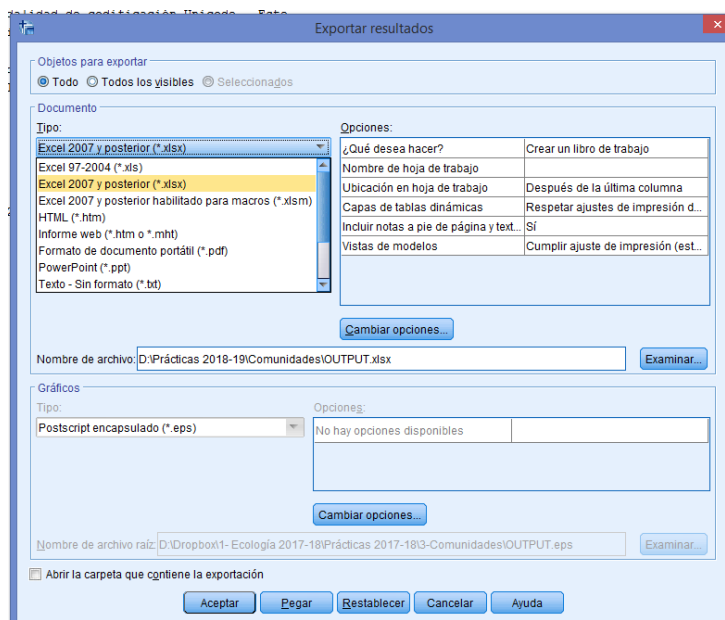 dalidad de codificación Unicode. Este
Exportar resultados
Objetos para exportar
Todo Todos los visibles Seleccionados
Documento
Tipo: Opciones:
Excel 2007 y posterior (*.xlsx)
Excel 97-2004 (*.xls)
Excel 2007 y posterior (*.xlsx)
Excel 2007 y posterior habilitado para macros (*.xlsm)
HTML (*.htm)
Informe web (*.htm o *.mht)
Formato de documento portátil (*.pdf)
PowerPoint (*.ppt)
Texto - Sin formato (*.txt)
¿Qué desea hacer? Crear un libro de trabajo
Nombre de hoja de trabajo
Ubicación en hoja de trabajo Después de la última columna
Capas de tablas dinámicas Respetar ajustes de impresión d...
Incluir notas a pie de página y text... Sí
Vistas de modelos Cumplir ajuste de impresión (est...
Cambiar opciones...
Nombre de archivo: D:\Prácticas 2018-19\Comunidades\OUTPUT.xlsx Examinar...
Gráficos
Tipo: Opciones:
Postscript encapsulado (*.eps) No hay opciones disponibles
Cambiar opciones...
Nombre de archivo raíz: D:\Dropbox\1- Ecología 2017-18\Prácticas 2017-18\3-Comunidades\OUTPUT.eps Examinar...
Abrir la carpeta que contiene la exportación
Aceptar Pegar Restablecer Cancelar Ayuda